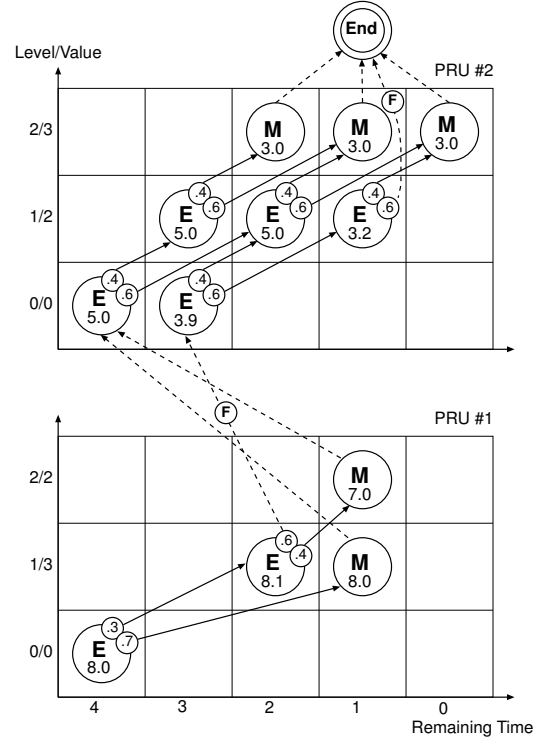 End
Level/Value
PRU #2
F
2/3
M
3.0
M
3.0
M
3.0
1/2
.4
.6
E
5.0
.4
.6
E
5.0
.4
.6
E
3.2
0/0
.4
.6
E
5.0
.4
.6
E
3.9
F
PRU #1
2/2
M
7.0
1/3
.6
.4
E
8.1
M
8.0
0/0
.3
.7
E
8.0
4 3 2 1 0
Remaining Time